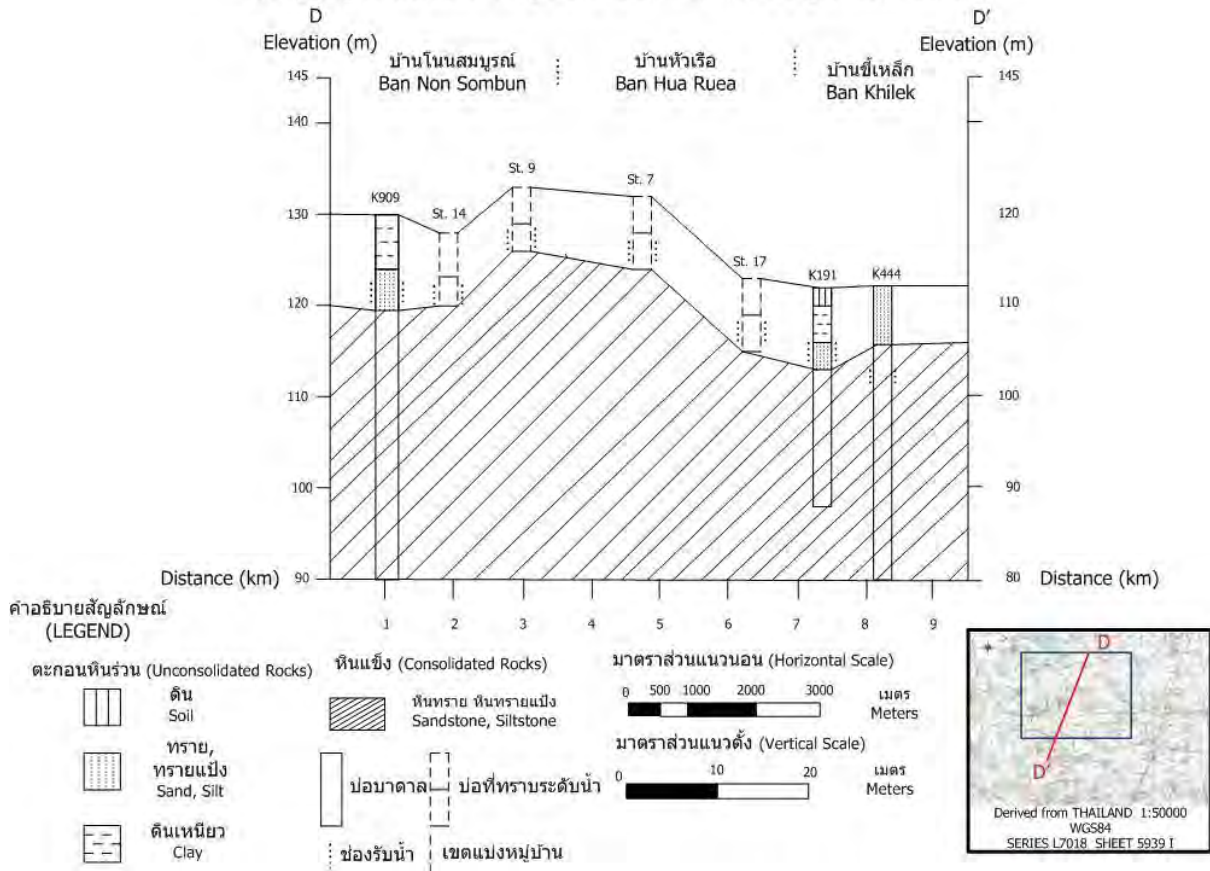 D
Elevation (m)
D'
Elevation (m)
บ้านโนนสมบูรณ์
Ban Non Sombun
บ้านหัวเรือ
Ban Hua Ruea
บ้านขี้เหล็ก
Ban Khilek
145
140
130
120
110
100
90
145
120
110
100
90
80
K909
St. 14
St. 9
St. 7
St. 17
K191
K444
Distance (km)
Distance (km)
1 2 3 4 5 6 7 8 9
คำอธิบายสัญลักษณ์
(LEGEND)
ตะกอนหินร่วน (Unconsolidated Rocks)
ดิน
Soil
ทราย,
ทรายแป้ง
Sand, Silt
ดินเหนียว
Clay
หินแข็ง (Consolidated Rocks)
หินทราย หินทรายแป้ง
Sandstone, Siltstone
บ่อบาดาล
บ่อที่ทราบระดับน้ำ
ช่องรับน้ำ
เขตแบ่งหมู่บ้าน
มาตราส่วนแนวนอน (Horizontal Scale)
0 500 1000 2000 3000
เมตร
Meters
มาตราส่วนแนวตั้ง (Vertical Scale)
0 10 20
เมตร
Meters
D
D'
Derived from THAILAND 1:50000
WGS84
SERIES L7018 SHEET 5939 I